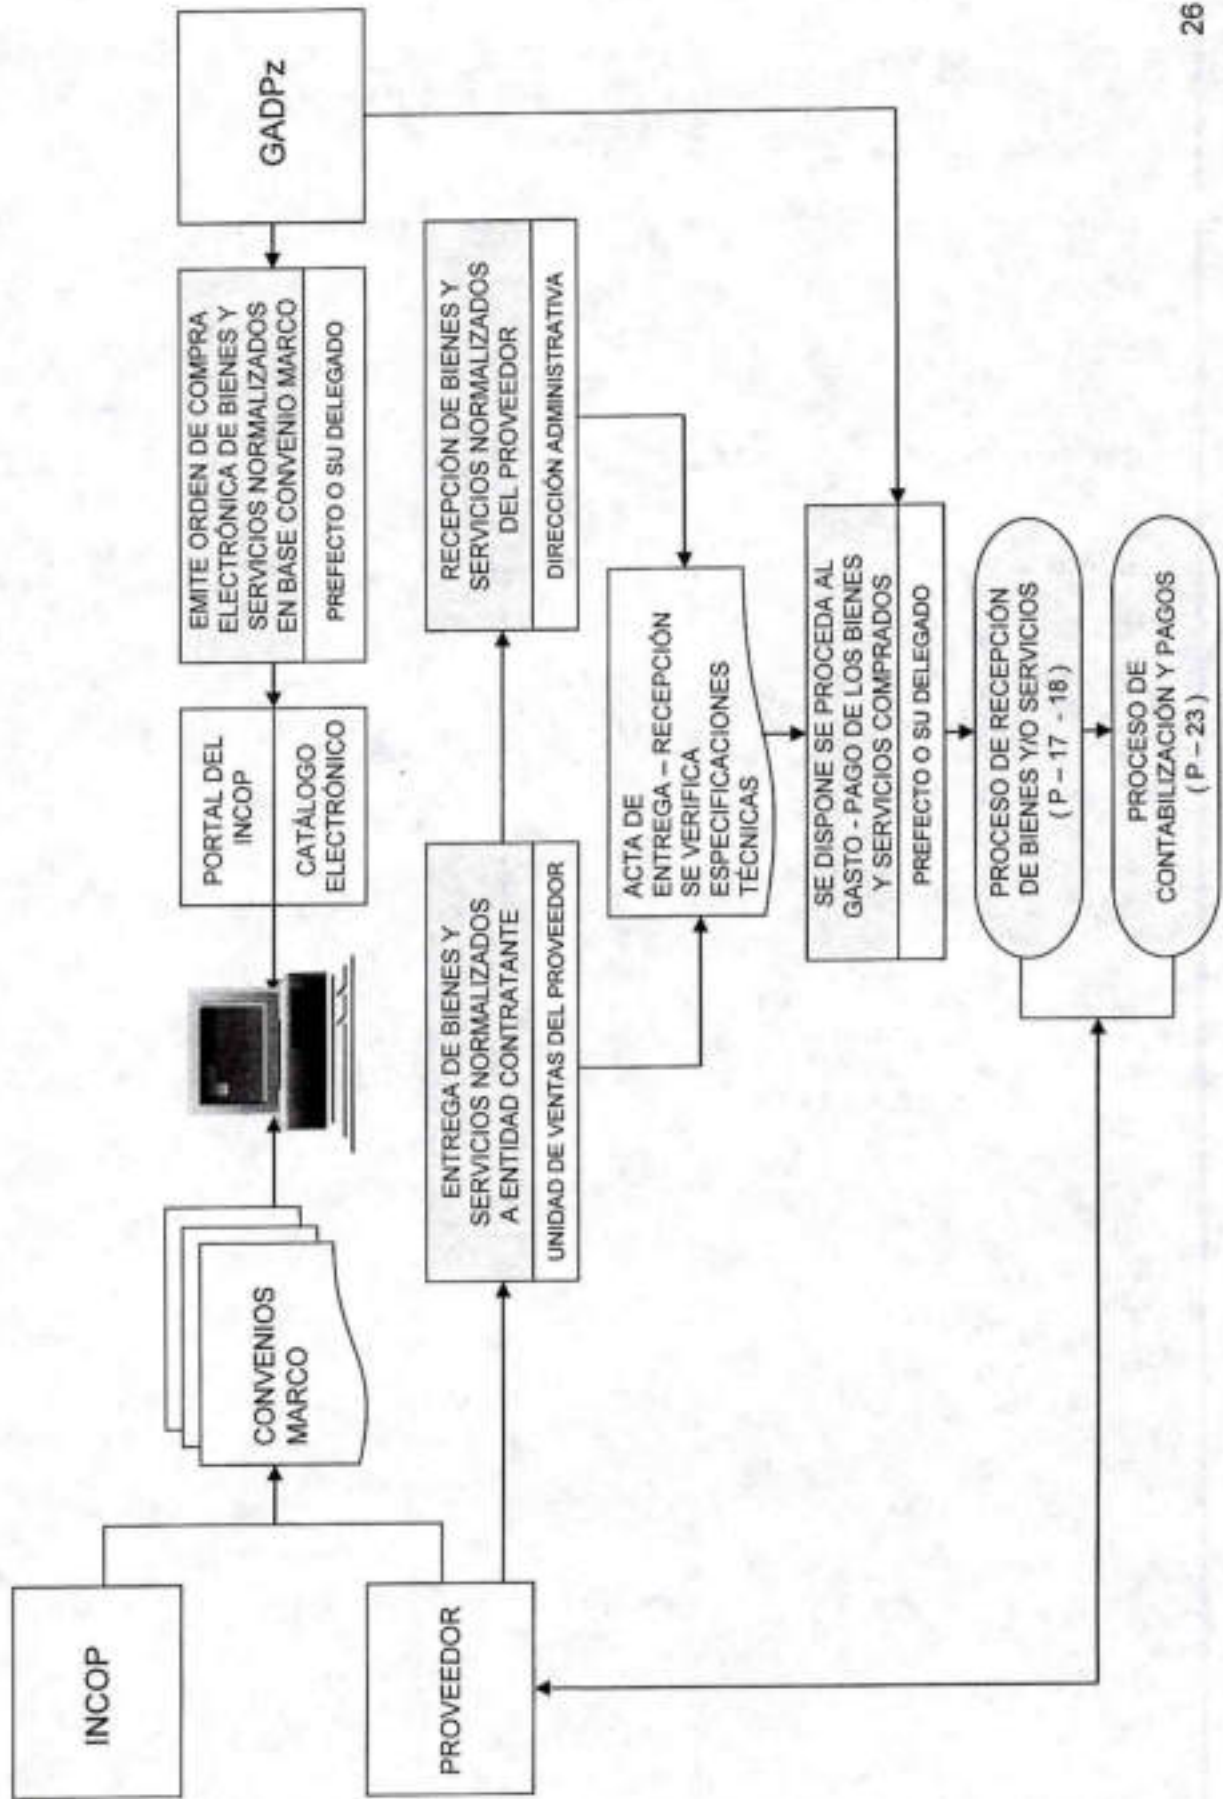 INCOP
CONVENIOS
MARCO
PROVEEDOR
PORTAL DEL
INCOP
CATÁLOGO
ELECTRÓNICO
EMITE ORDEN DE COMPRA
ELECTRÓNICA DE BIENES Y
SERVICIOS NORMALIZADOS
EN BASE CONVENIO MARCO
PREFECTO O SU DELEGADO
GADPz
ENTREGA DE BIENES Y
SERVICIOS NORMALIZADOS
A ENTIDAD CONTRATANTE
UNIDAD DE VENTAS DEL PROVEEDOR
RECEPCIÓN DE BIENES Y
SERVICIOS NORMALIZADOS
DEL PROVEEDOR
DIRECCIÓN ADMINISTRATIVA
ACTA DE
ENTREGA – RECEPCIÓN
SE VERIFICA
ESPECIFICACIONES
TÉCNICAS
SE DISPONE SE PROCEDA AL
GASTO - PAGO DE LOS BIENES
Y SERVICIOS COMPRADOS
PREFECTO O SU DELEGADO
PROCESO DE RECEPCIÓN
DE BIENES Y/O SERVICIOS
( P – 17 - 18 )
PROCESO DE
CONTABILIZACIÓN Y PAGOS
( P – 23 )
26